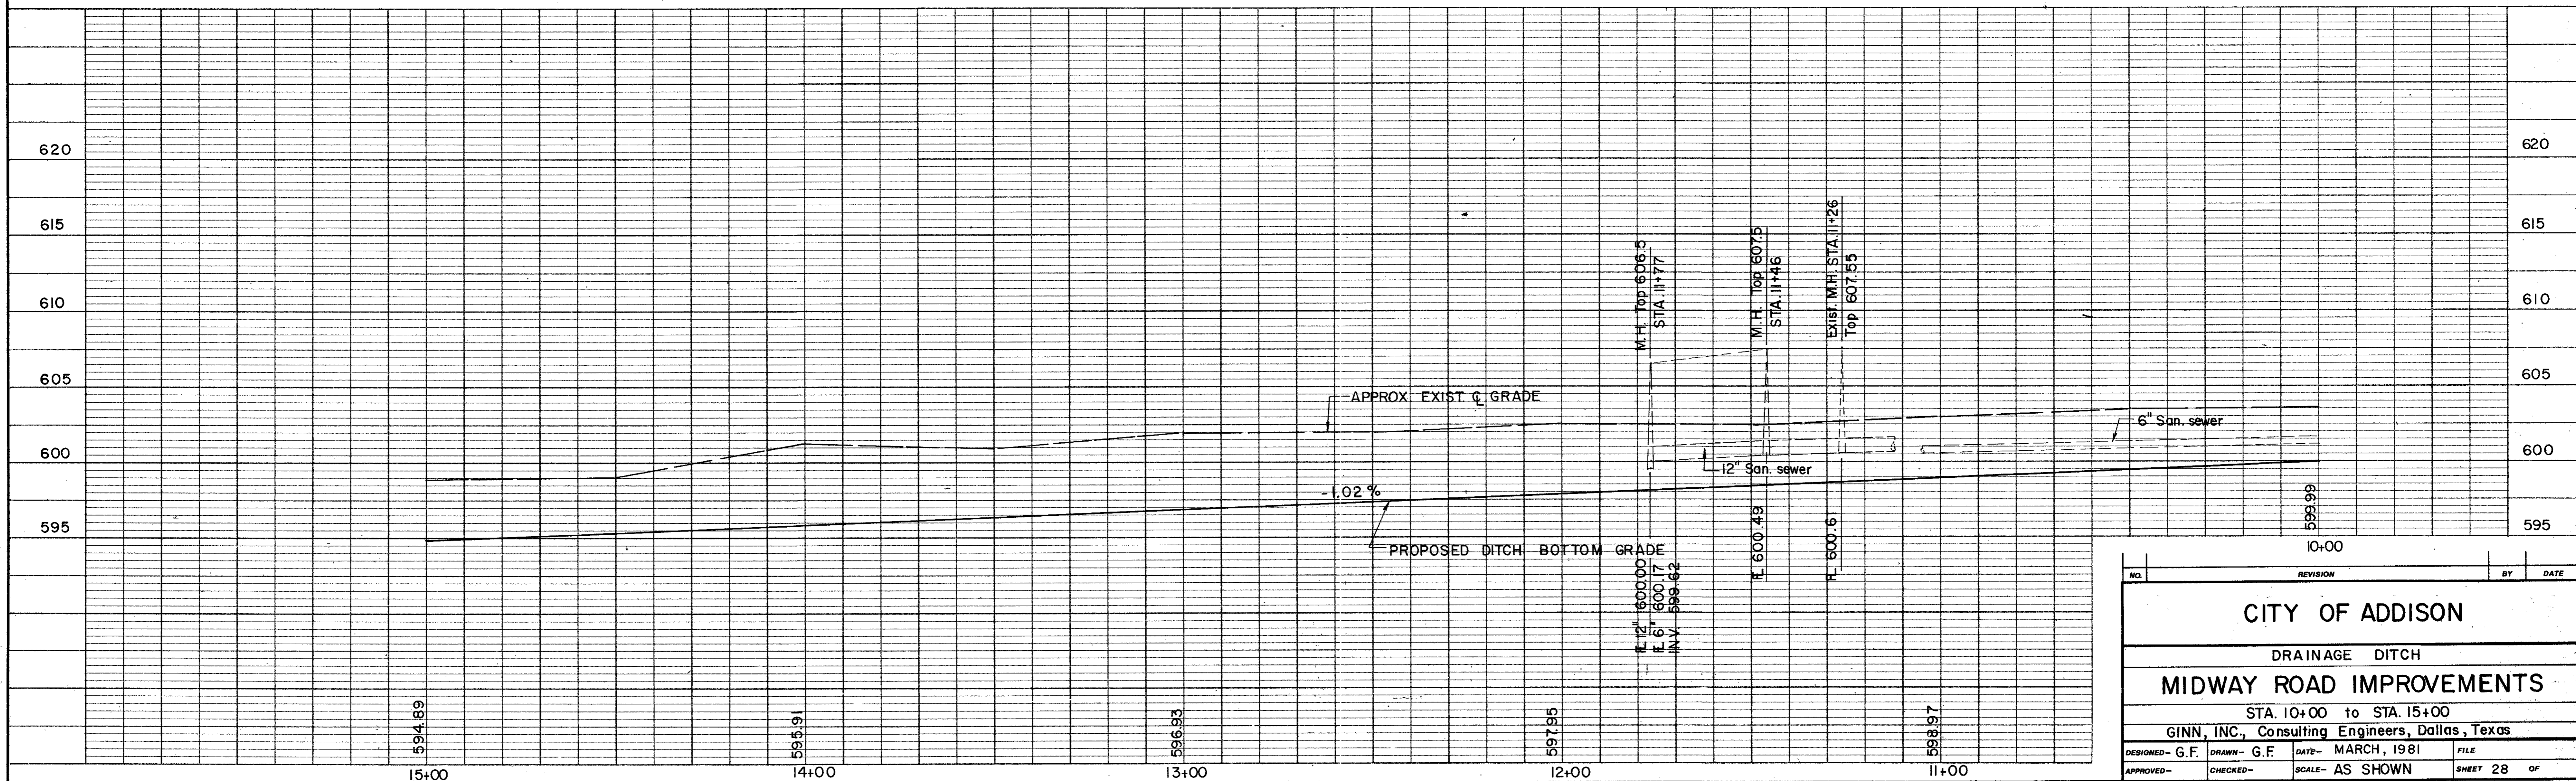 620
615
610
605
600
595
620
615
610
605
600
595
M.H. Top 606.5
STA. 11+77
M.H. Top 607.5
STA. 11+46
Exist. M.H. STA. 11+26
Top 607.55
APPROX EXIST ℄ GRADE
6" San. sewer
12" San. sewer
-1.02 %
PROPOSED DITCH BOTTOM GRADE
FL 12" 600.00
FL 6" 600.17
INV. 599.62
FL 600.49
FL 600.61
594.89
595.91
596.93
597.95
598.97
599.99
15+00
14+00
13+00
12+00
11+00
10+00
NO. REVISION BY DATE
CITY OF ADDISON
DRAINAGE DITCH
MIDWAY ROAD IMPROVEMENTS
STA. 10+00 to STA. 15+00
GINN, INC., Consulting Engineers, Dallas, Texas
DESIGNED- G.F. DRAWN- G.F. DATE- MARCH, 1981 FILE
APPROVED- CHECKED- SCALE- AS SHOWN SHEET 28 OF